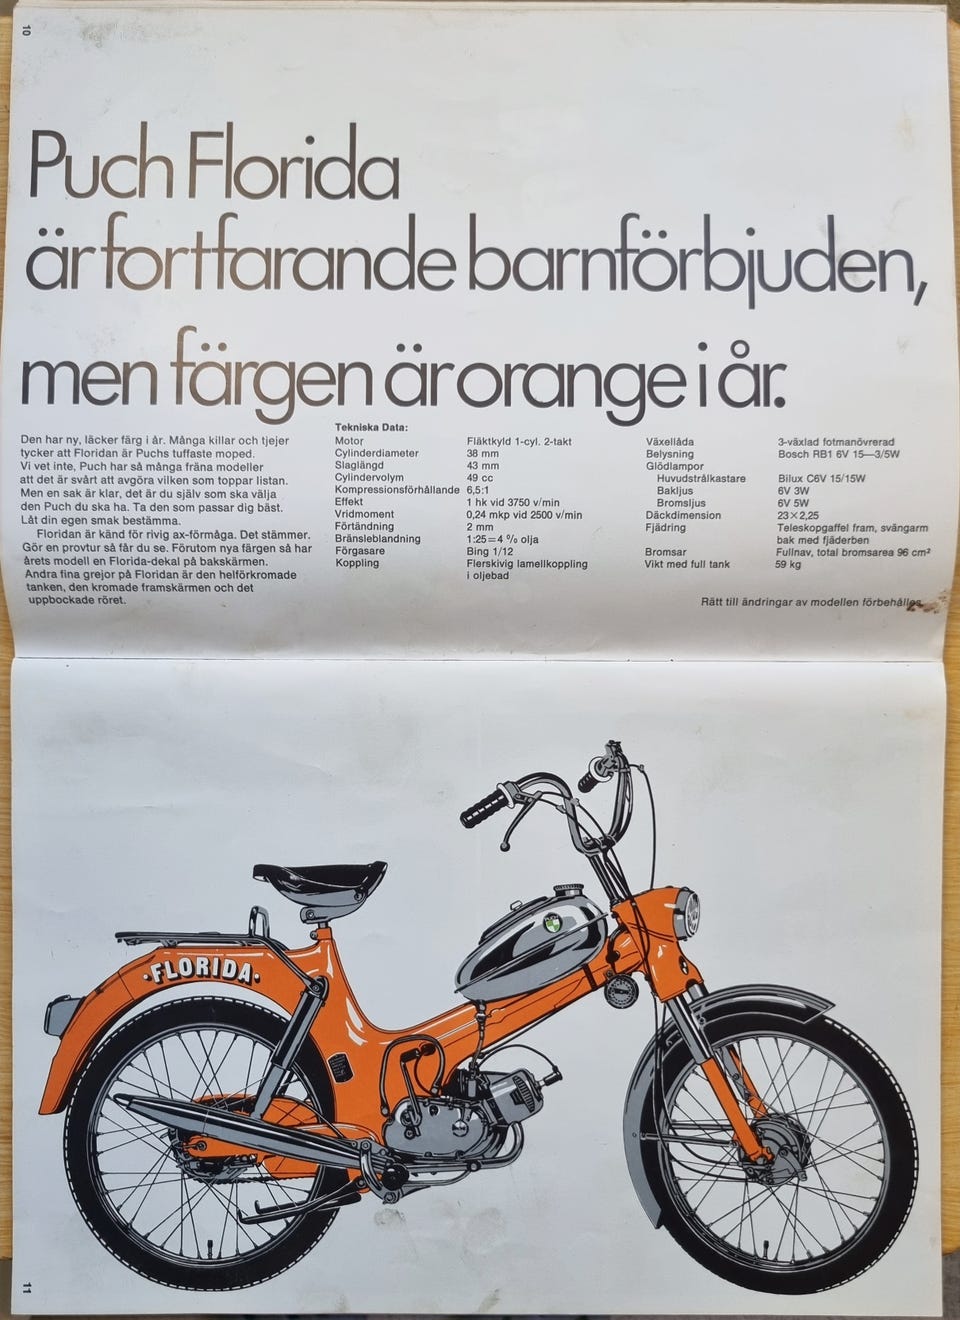 10
Puch Florida
är fortfarande barnförbjuden,
men färgen är orange i år.
Den har ny, läcker färg i år. Många killar och tjejer
tycker att Floridan är Puchs tuffaste moped.
Vi vet inte, Puch har så många fräna modeller
att det är svårt att avgöra vilken som toppar listan.
Men en sak är klar, det är du själv som ska välja
den Puch du ska ha. Ta den som passar dig bäst.
Låt din egen smak bestämma.
Floridan är känd för rivig ax-förmåga. Det stämmer.
Gör en provtur så får du se. Förutom nya färgen så har
årets modell en Florida-dekal på bakskärmen.
Andra fina grejor på Floridan är den helförkromade
tanken, den kromade framskärmen och det
uppbockade röret.
Tekniska Data:
Motor Fläktkyld 1-cyl. 2-takt
Cylinderdiameter 38 mm
Slaglängd 43 mm
Cylindervolym 49 cc
Kompressionsförhållande 6,5:1
Effekt 1 hk vid 3750 v/min
Vridmoment 0,24 mkp vid 2500 v/min
Förtändning 2 mm
Bränsleblandning 1:25=4 % olja
Förgasare Bing 1/12
Koppling Flerskivig lamellkoppling
i oljebad
Växellåda 3-växlad fotmanövrerad
Belysning Bosch RB1 6V 15—3/5W
Glödlampor
Huvudstrålkastare Bilux C6V 15/15W
Bakljus 6V 3W
Bromsljus 6V 5W
Däckdimension 23×2,25
Fjädring Teleskopgaffel fram, svängarm
bak med fjäderben
Bromsar Fullnav, total bromsarea 96 cm²
Vikt med full tank 59 kg
Rätt till ändringar av modellen förbehålles.
·FLORIDA·
11